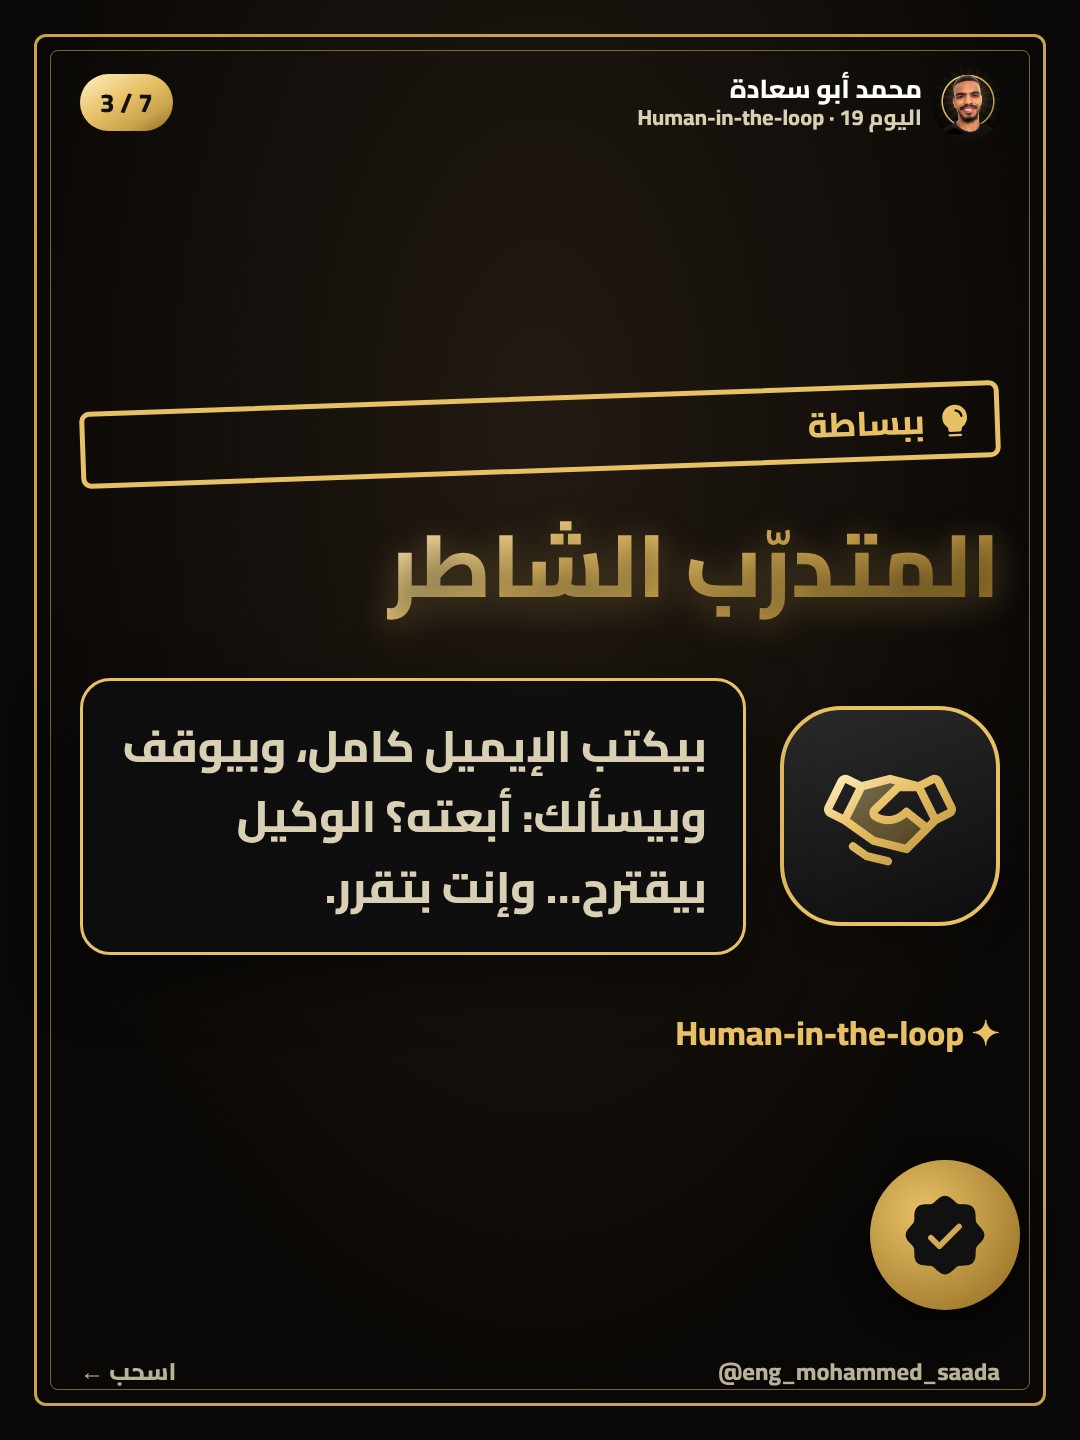 محمد أبو سعادة
اليوم 19 · Human-in-the-loop
3 / 7
ببساطة
المتدرّب الشاطر
بيكتب الإيميل كامل، وبيوقف
وبيسألك: أبعته؟ الوكيل
بيقترح... وإنت بتقرر.
✦ Human-in-the-loop
@eng_mohammed_saada
اسحب ←